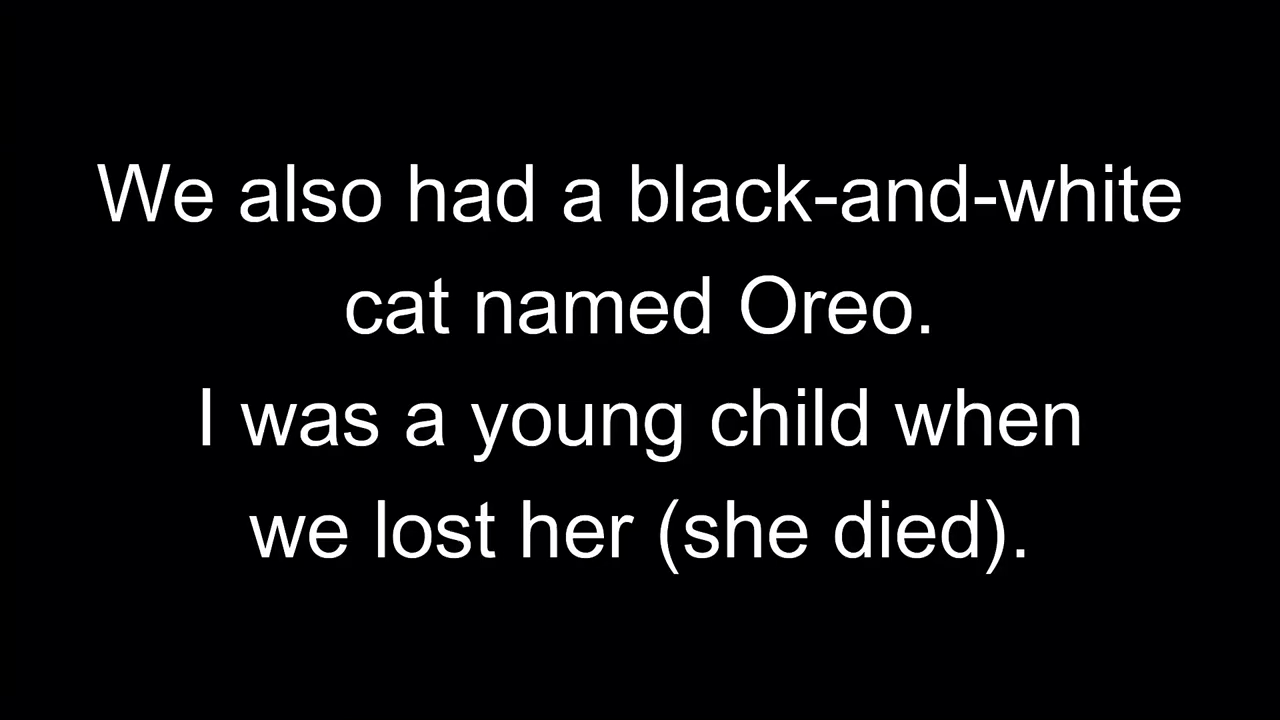 We also had a black-and-white
cat named Oreo.
I was a young child when
we lost her (she died).